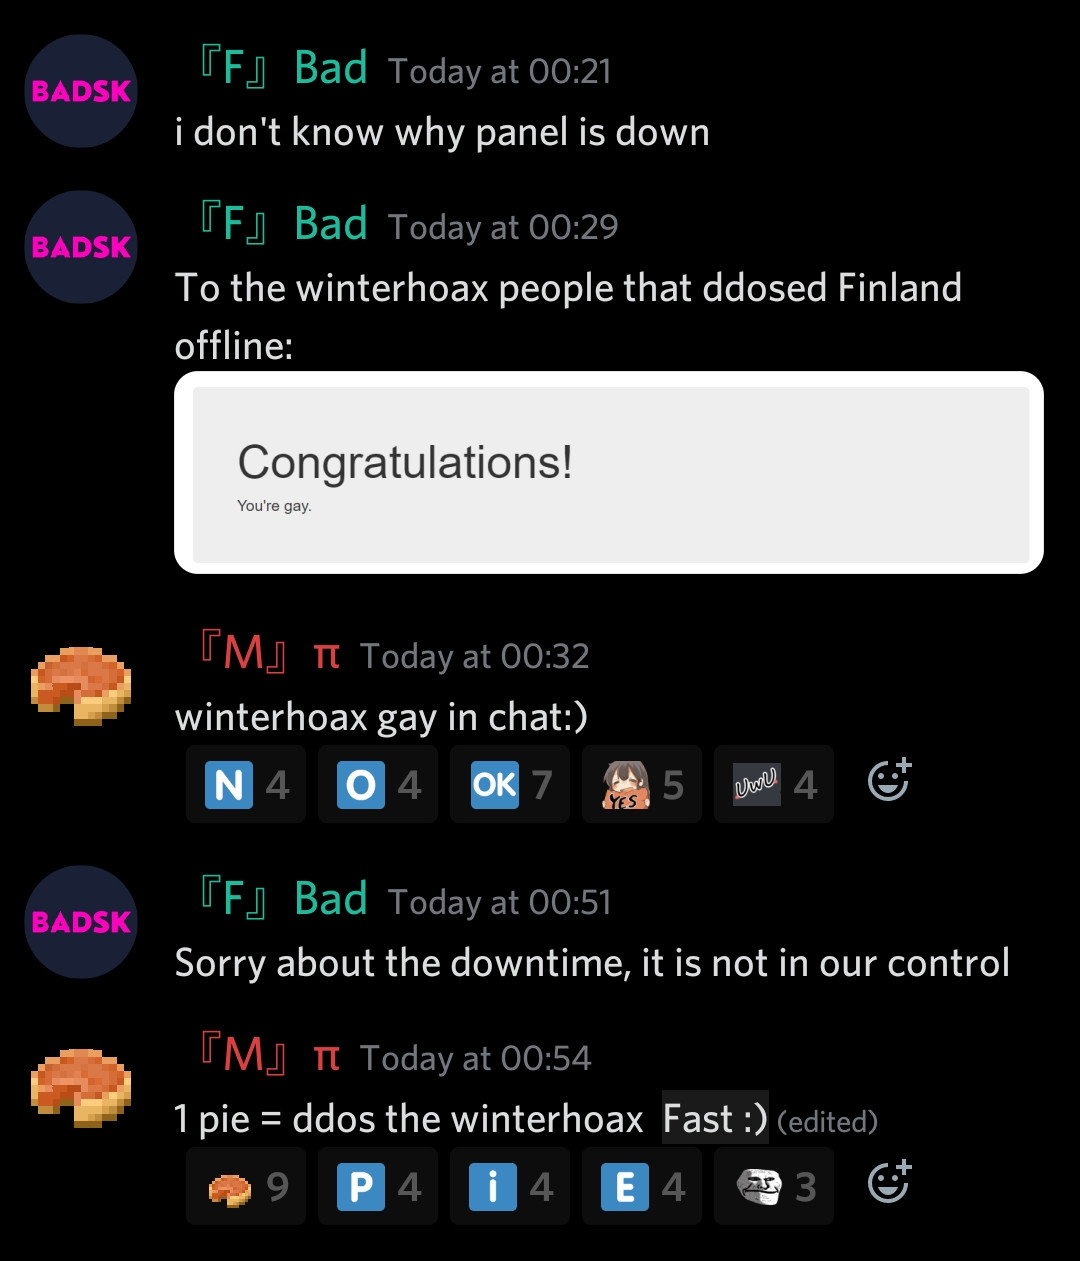 BADSK
『F』 Bad Today at 00:21
i don't know why panel is down
BADSK
『F』 Bad Today at 00:29
To the winterhoax people that ddosed Finland
offline:
Congratulations!
You're gay.
『M』 π Today at 00:32
winterhoax gay in chat:)
N 4 O 4 OK 7 YES 5 UwU 4
BADSK
『F』 Bad Today at 00:51
Sorry about the downtime, it is not in our control
『M』 π Today at 00:54
1 pie = ddos the winterhoax Fast :) (edited)
9 P 4 i 4 E 4 3